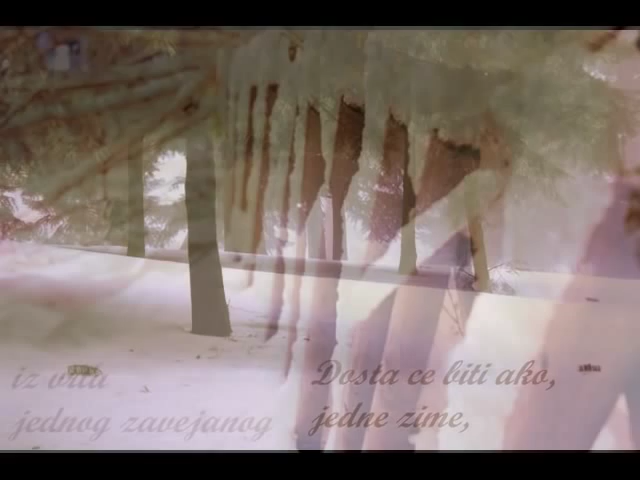 iz vrta
jednog zavejanog
Dosta ce biti ako,
jedne zime,